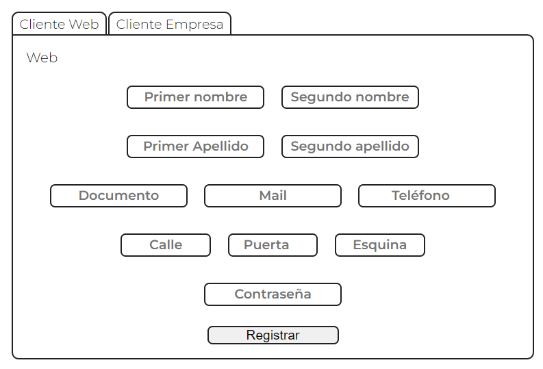 Cliente Web Cliente Empresa
Web
Primer nombre Segundo nombre
Primer Apellido Segundo apellido
Documento Mail Teléfono
Calle Puerta Esquina
Contraseña
Registrar